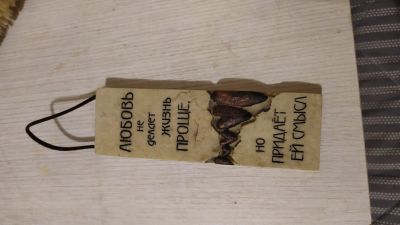 ЛЮБОВЬ
не
делает
ЖИЗНЬ
ПРОЩЕ,
НО
ПРИДАЁТ
ЕЙ СМЫСЛ